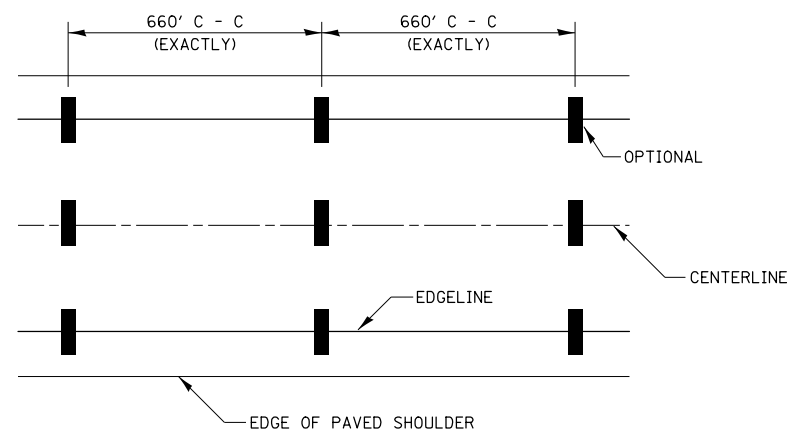 660' C - C
(EXACTLY)
660' C - C
(EXACTLY)
OPTIONAL
CENTERLINE
EDGELINE
EDGE OF PAVED SHOULDER